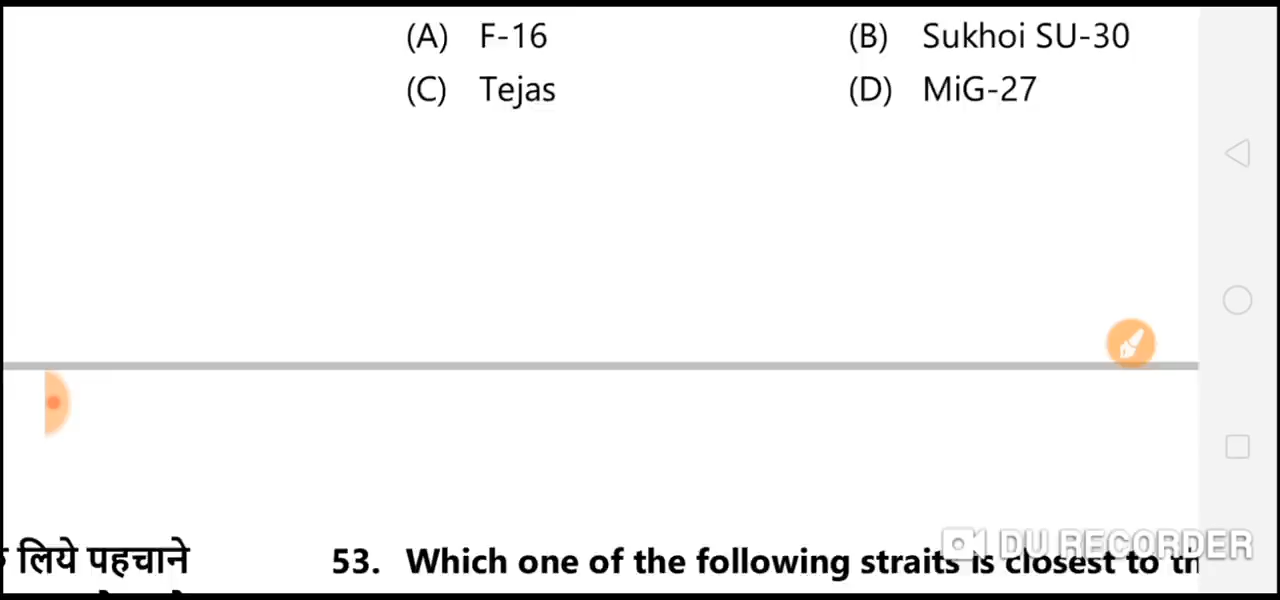 (A) F-16 (B) Sukhoi SU-30
(C) Tejas (D) MiG-27
लिये पहचाने
53. Which one of the following straits is closest to
DU RECORDER